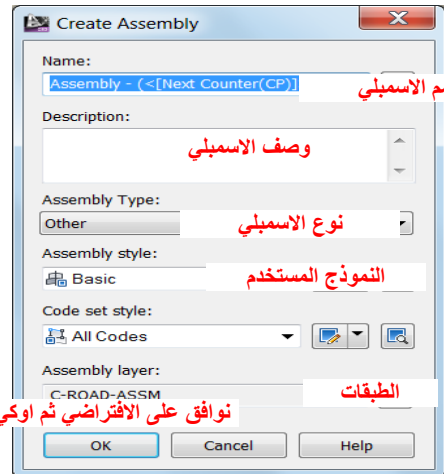 Create Assembly
Name:
Assembly - (<[Next Counter(CP)]
الاسمبلي
Description:
وصف الاسمبلي
Assembly Type:
Other
نوع الاسمبلي
Assembly style:
Basic
النموذج المستخدم
Code set style:
All Codes
Assembly layer:
الطبقات
C-ROAD-ASSM
نوافق على الافتراضي ثم اوكي
OK Cancel Help